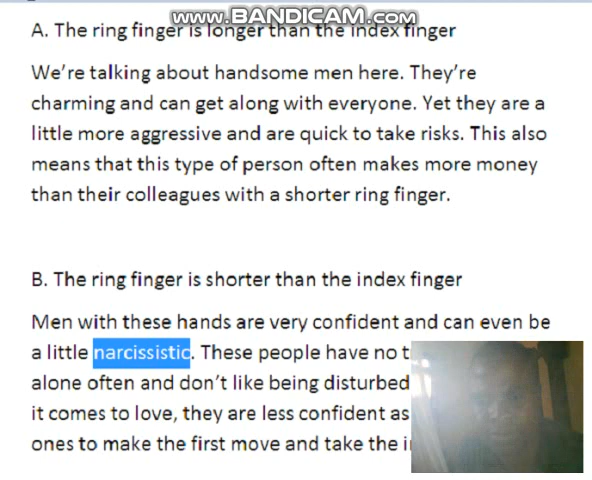 www.BANDICAM.com
A. The ring finger is longer than the index finger
We’re talking about handsome men here. They’re
charming and can get along with everyone. Yet they are a
little more aggressive and are quick to take risks. This also
means that this type of person often makes more money
than their colleagues with a shorter ring finger.
B. The ring finger is shorter than the index finger
Men with these hands are very confident and can even be
a little narcissistic. These people have no
alone often and don’t like being disturbed
it comes to love, they are less confident as
ones to make the first move and take the